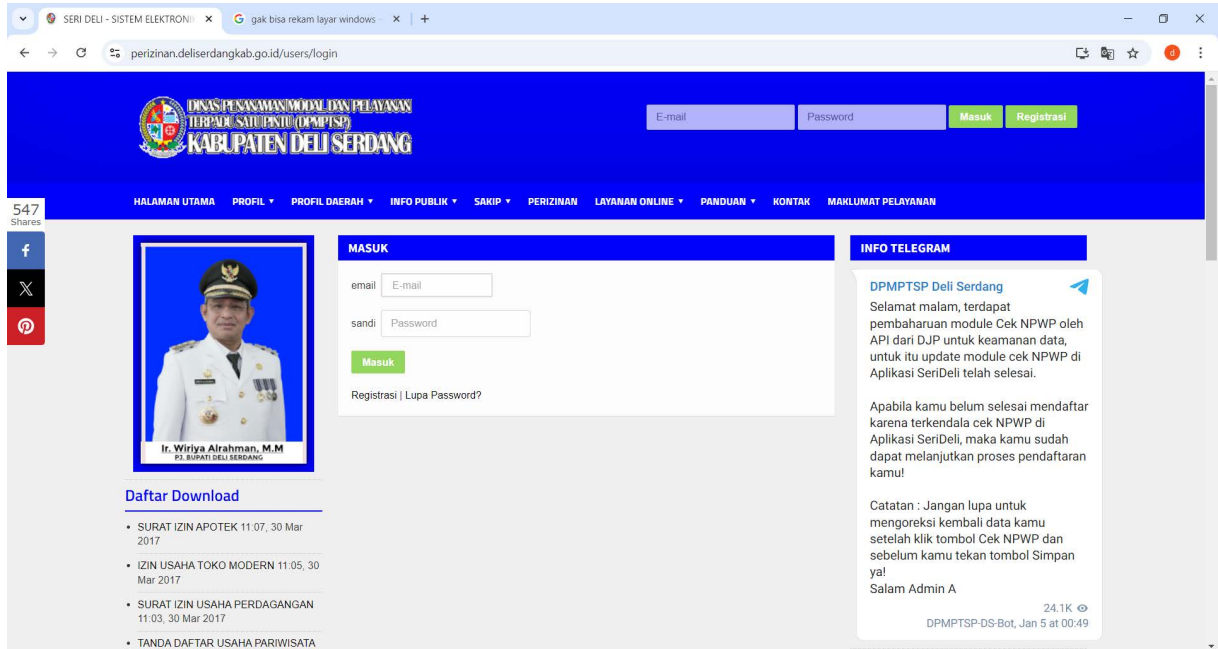 SERI DELI - SISTEM ELEKTRONI
gak bisa rekam layar windows -
perizinan.deliserdangkab.go.id/users/login
d
DINAS PENANAMAN MODAL DAN PELAYANAN
TERPADU SATU PINTU (DPMPTSP)
KABUPATEN DELI SERDANG
E-mail
Password
Masuk
Registrasi
HALAMAN UTAMA PROFIL PROFIL DAERAH INFO PUBLIK SAKIP PERIZINAN LAYANAN ONLINE PANDUAN KONTAK MAKLUMAT PELAYANAN
547
Shares
Ir. Wiriya Alrahman, M.M
PJ. BUPATI DELI SERDANG
Daftar Download
• SURAT IZIN APOTEK 11:07, 30 Mar
2017
• IZIN USAHA TOKO MODERN 11:05, 30
Mar 2017
• SURAT IZIN USAHA PERDAGANGAN
11:03, 30 Mar 2017
• TANDA DAFTAR USAHA PARIWISATA
MASUK
email E-mail
sandi Password
Masuk
Registrasi | Lupa Password?
INFO TELEGRAM
DPMPTSP Deli Serdang
Selamat malam, terdapat
pembaharuan module Cek NPWP oleh
API dari DJP untuk keamanan data,
untuk itu update module cek NPWP di
Aplikasi SeriDeli telah selesai.
Apabila kamu belum selesai mendaftar
karena terkendala cek NPWP di
Aplikasi SeriDeli, maka kamu sudah
dapat melanjutkan proses pendaftaran
kamu!
Catatan : Jangan lupa untuk
mengoreksi kembali data kamu
setelah klik tombol Cek NPWP dan
sebelum kamu tekan tombol Simpan
ya!
Salam Admin A
24.1K
DPMPTSP-DS-Bot, Jan 5 at 00:49